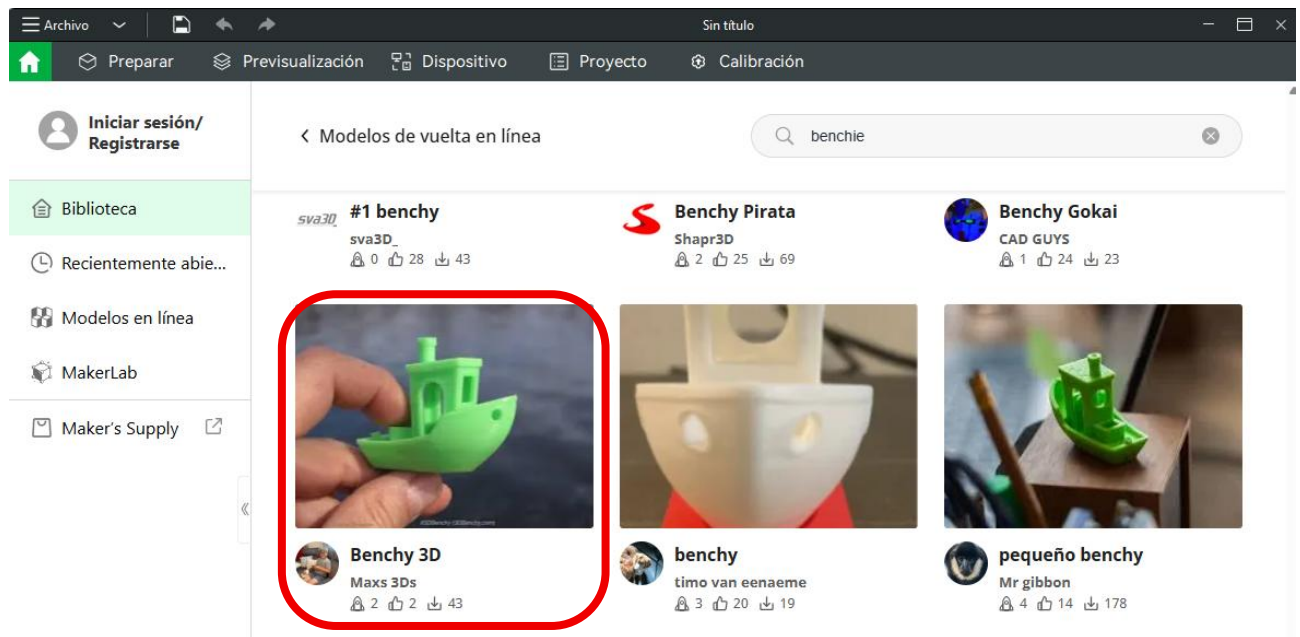 Archivo
Sin título
Preparar
Previsualización
Dispositivo
Proyecto
Calibración
Iniciar sesión/
Registrarse
Modelos de vuelta en línea
benchie
Biblioteca
Recientemente abie...
Modelos en línea
MakerLab
Maker's Supply
sva3D
#1 benchy
sva3D_
0 28 43
Benchy Pirata
Shapr3D
2 25 69
Benchy Gokai
CAD GUYS
1 24 23
Benchy 3D
Maxs 3Ds
2 2 43
benchy
timo van eenaeme
3 20 19
pequeño benchy
Mr gibbon
4 14 178